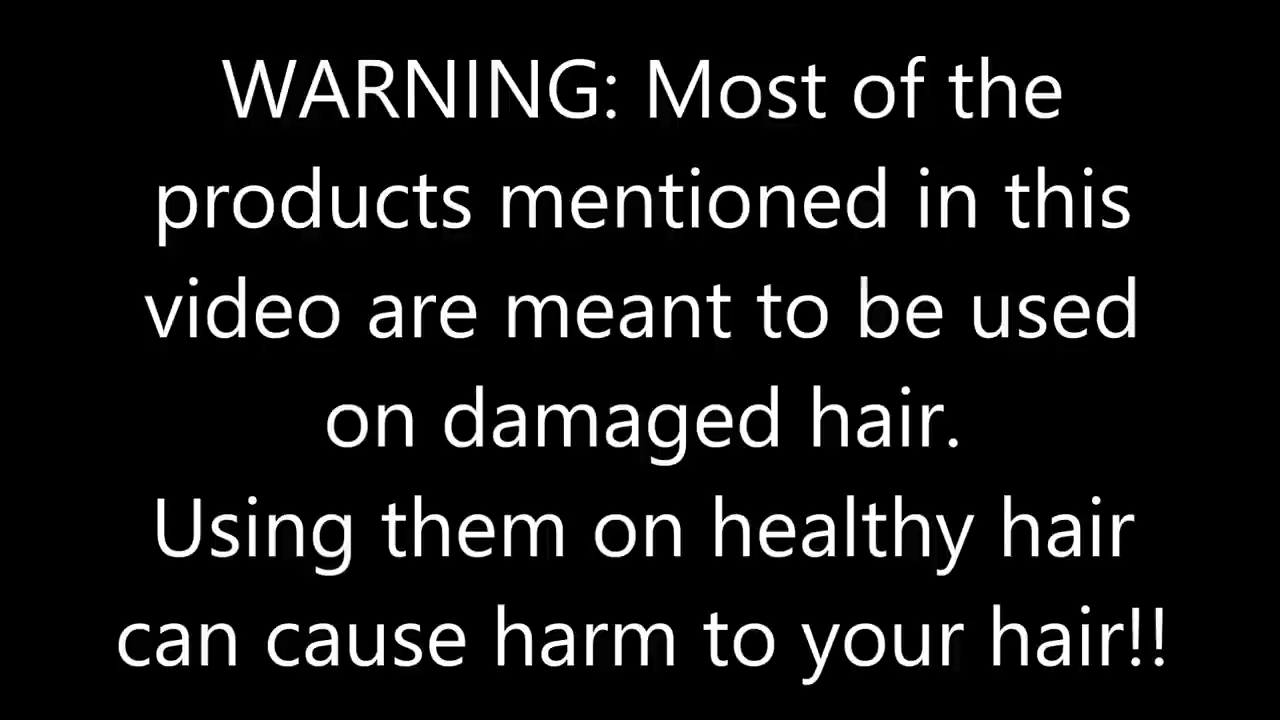 WARNING: Most of the
products mentioned in this
video are meant to be used
on damaged hair.
Using them on healthy hair
can cause harm to your hair!!